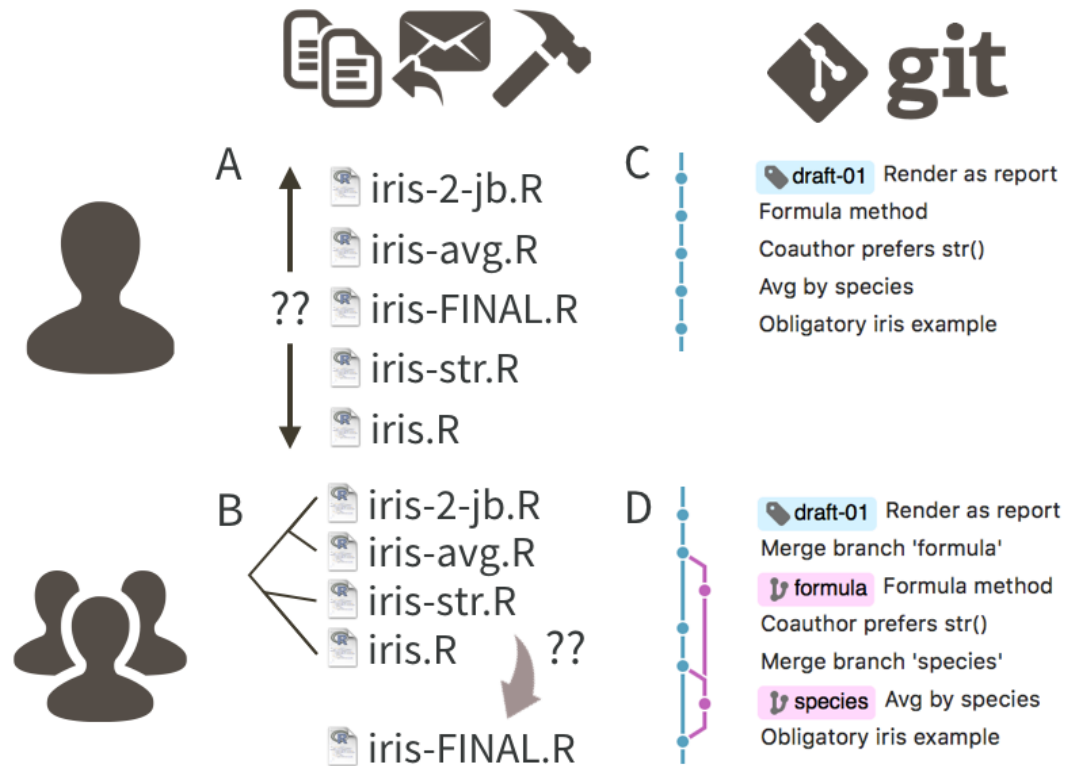 git
A
iris-2-jb.R
iris-avg.R
??
iris-FINAL.R
iris-str.R
iris.R
C
draft-01 Render as report
Formula method
Coauthor prefers str()
Avg by species
Obligatory iris example
B
iris-2-jb.R
iris-avg.R
iris-str.R
iris.R
??
iris-FINAL.R
D
draft-01 Render as report
Merge branch 'formula'
formula Formula method
Coauthor prefers str()
Merge branch 'species'
species Avg by species
Obligatory iris example